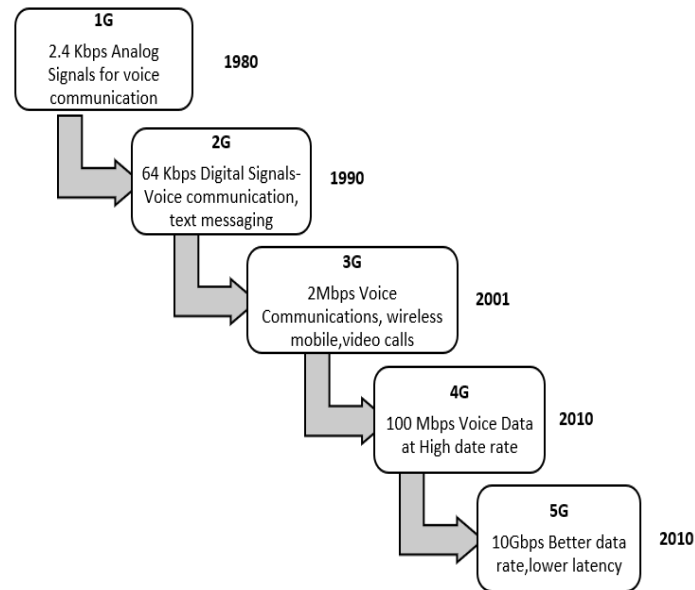 1G
2.4 Kbps Analog
Signals for voice
communication
1980
2G
64 Kbps Digital Signals-
Voice communication,
text messaging
1990
3G
2Mbps Voice
Communications, wireless
mobile,video calls
2001
4G
100 Mbps Voice Data
at High date rate
2010
5G
10Gbps Better data
rate,lower latency
2010